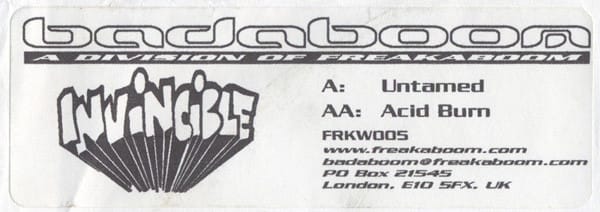 badaboom
A DIVISION OF FREAKABOOM
INVINCIBLE
A: Untamed
AA: Acid Burn
FRKW005
www.freakaboom.com
badaboom@freakaboom.com
PO Box 21545
London, E10 5FX, UK